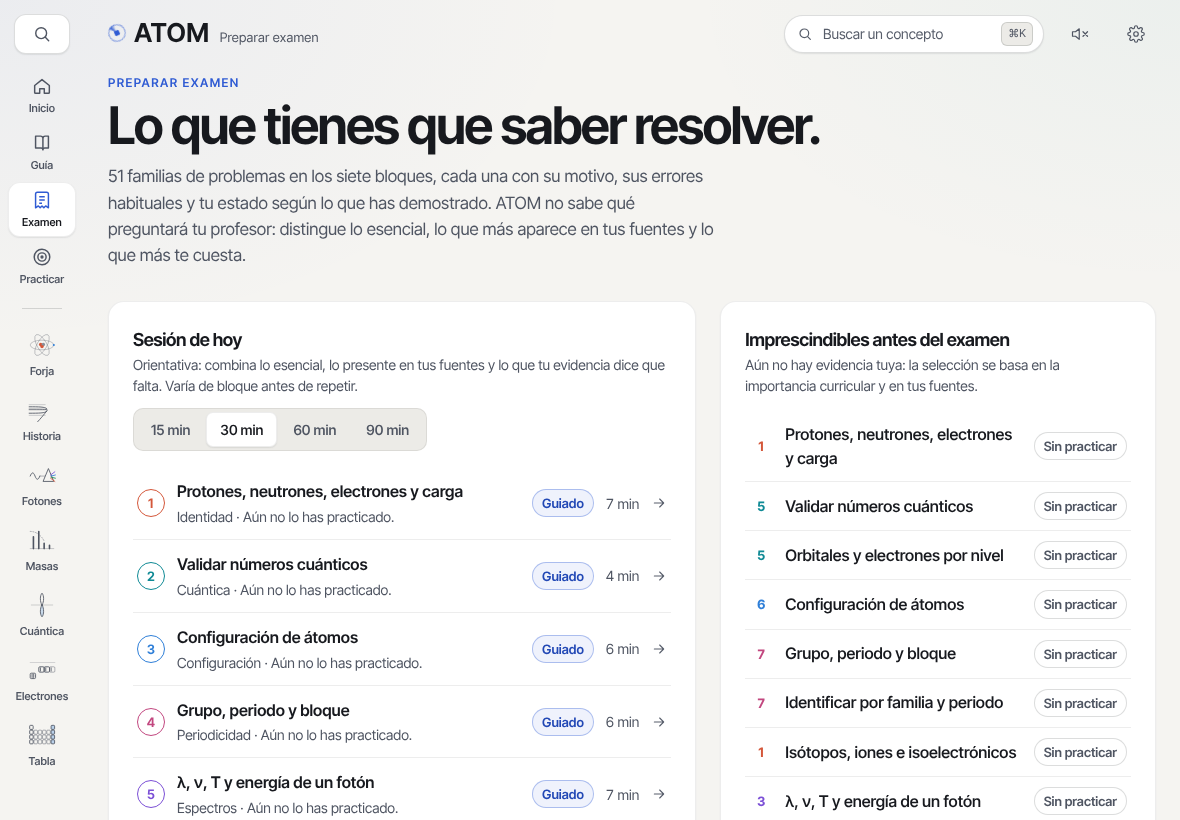 ATOM Preparar examen
Buscar un concepto ⌘K
Inicio
Guía
Examen
Practicar
Forja
Historia
Fotones
Masas
Cuántica
Electrones
Tabla
PREPARAR EXAMEN
Lo que tienes que saber resolver.
51 familias de problemas en los siete bloques, cada una con su motivo, sus errores
habituales y tu estado según lo que has demostrado. ATOM no sabe qué
preguntará tu profesor: distingue lo esencial, lo que más aparece en tus fuentes y lo
que más te cuesta.
Sesión de hoy
Orientativa: combina lo esencial, lo presente en tus fuentes y lo que tu evidencia dice que
falta. Varía de bloque antes de repetir.
15 min 30 min 60 min 90 min
1 Protones, neutrones, electrones y carga Guiado 7 min →
Identidad · Aún no lo has practicado.
2 Validar números cuánticos Guiado 4 min →
Cuántica · Aún no lo has practicado.
3 Configuración de átomos Guiado 6 min →
Configuración · Aún no lo has practicado.
4 Grupo, periodo y bloque Guiado 6 min →
Periodicidad · Aún no lo has practicado.
5 λ, ν, T y energía de un fotón Guiado 7 min →
Espectros · Aún no lo has practicado.
Imprescindibles antes del examen
Aún no hay evidencia tuya: la selección se basa en la
importancia curricular y en tus fuentes.
1 Protones, neutrones, electrones
y carga Sin practicar
5 Validar números cuánticos Sin practicar
5 Orbitales y electrones por nivel Sin practicar
6 Configuración de átomos Sin practicar
7 Grupo, periodo y bloque Sin practicar
7 Identificar por familia y periodo Sin practicar
1 Isótopos, iones e isoelectrónicos Sin practicar
3 λ, ν, T y energía de un fotón Sin practicar